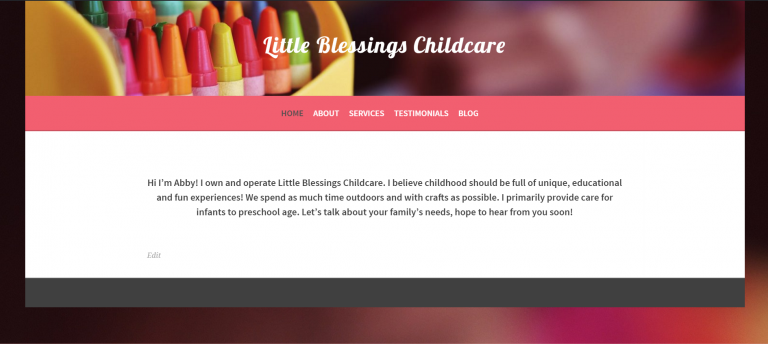 Little Blessings Childcare
HOME ABOUT SERVICES TESTIMONIALS BLOG
Hi I'm Abby! I own and operate Little Blessings Childcare. I believe childhood should be full of unique, educational
and fun experiences! We spend as much time outdoors and with crafts as possible. I primarily provide care for
infants to preschool age. Let's talk about your family's needs, hope to hear from you soon!
Edit